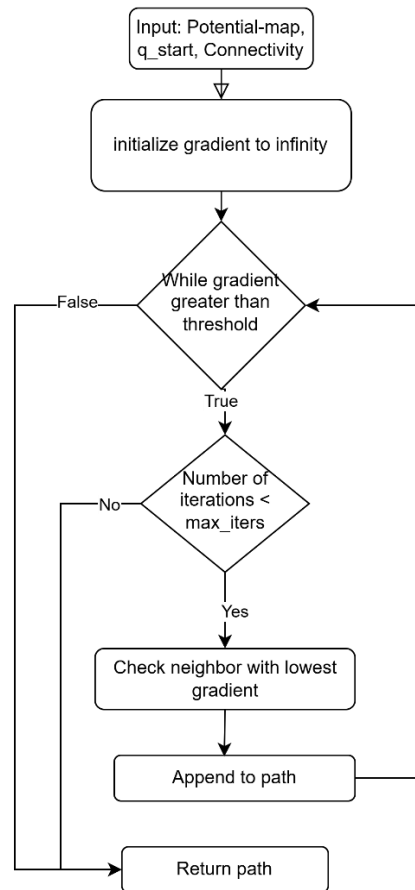 Input: Potential-map,
q_start, Connectivity
initialize gradient to infinity
While gradient
greater than
threshold
False
True
Number of
iterations <
max_iters
No
Yes
Check neighbor with lowest
gradient
Append to path
Return path